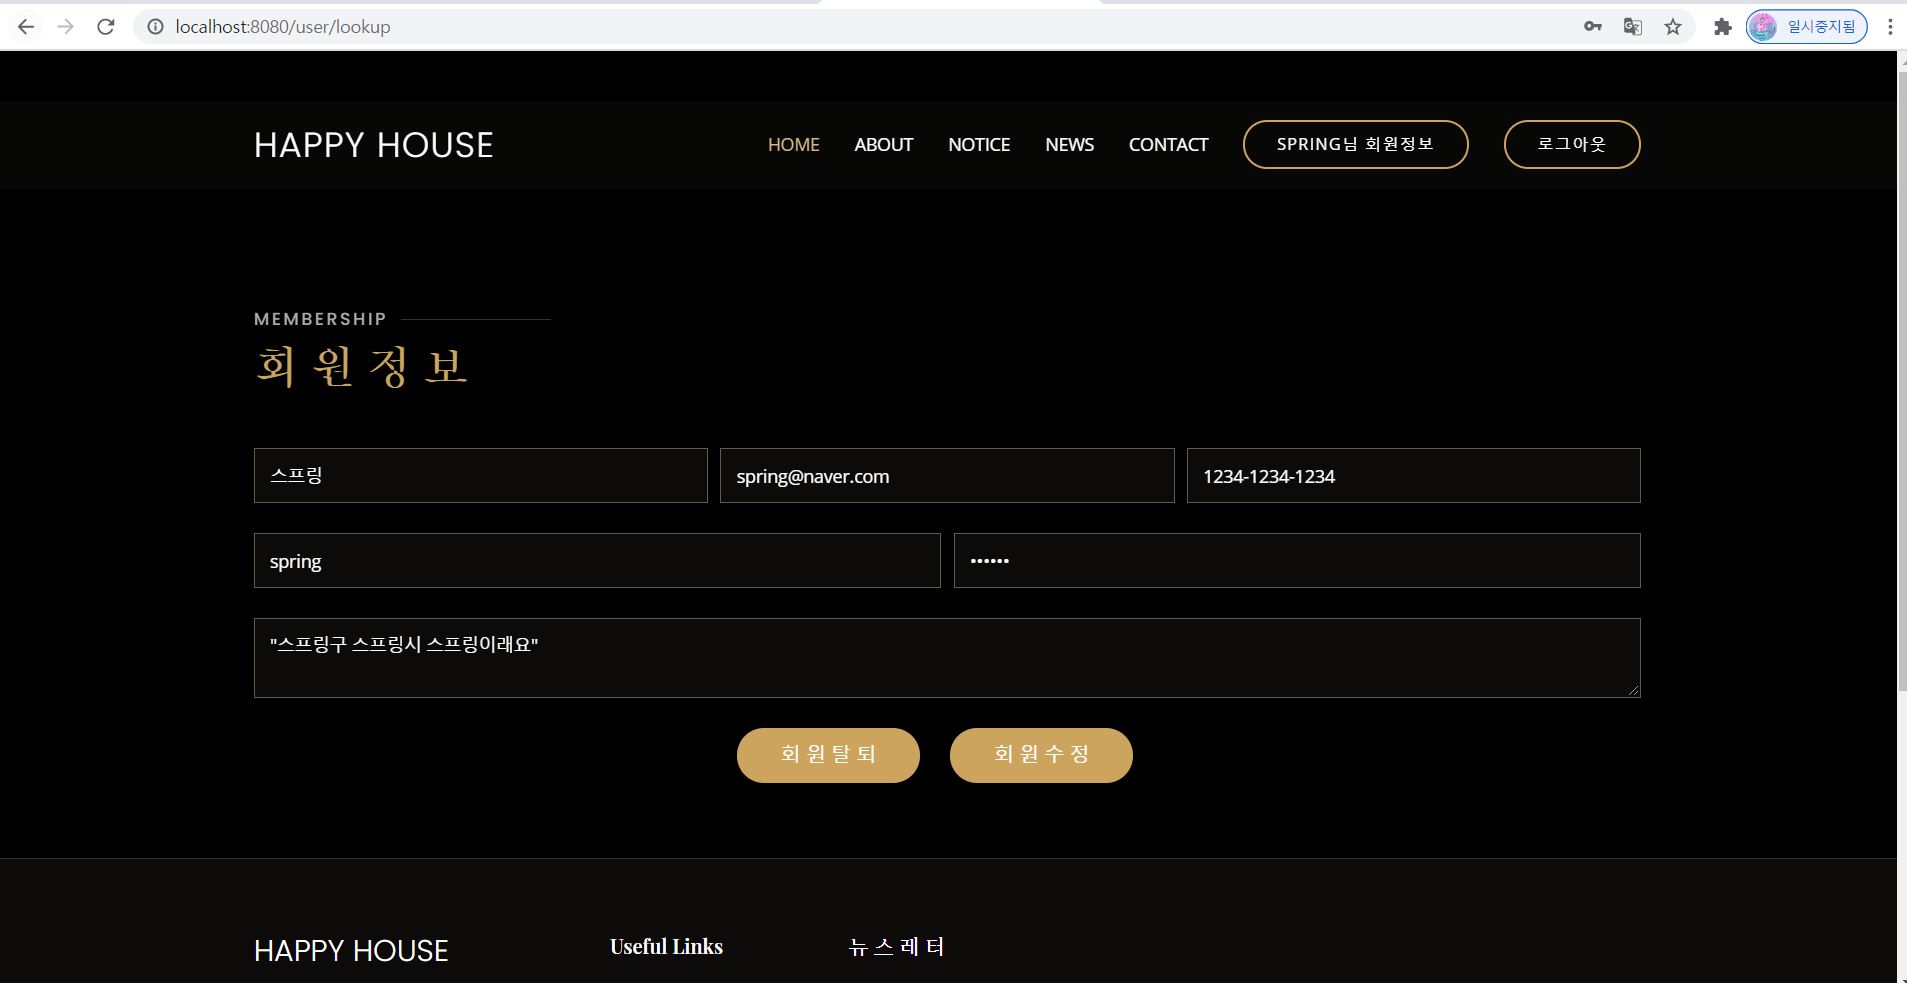 localhost:8080/user/lookup
일시중지됨
HAPPY HOUSE
HOME ABOUT NOTICE NEWS CONTACT SPRING님 회원정보 로그아웃
MEMBERSHIP
회원정보
스프링 spring@naver.com 1234-1234-1234
spring ••••••
"스프링구 스프링시 스프링이래요"
회원탈퇴 회원수정
HAPPY HOUSE Useful Links 뉴스레터